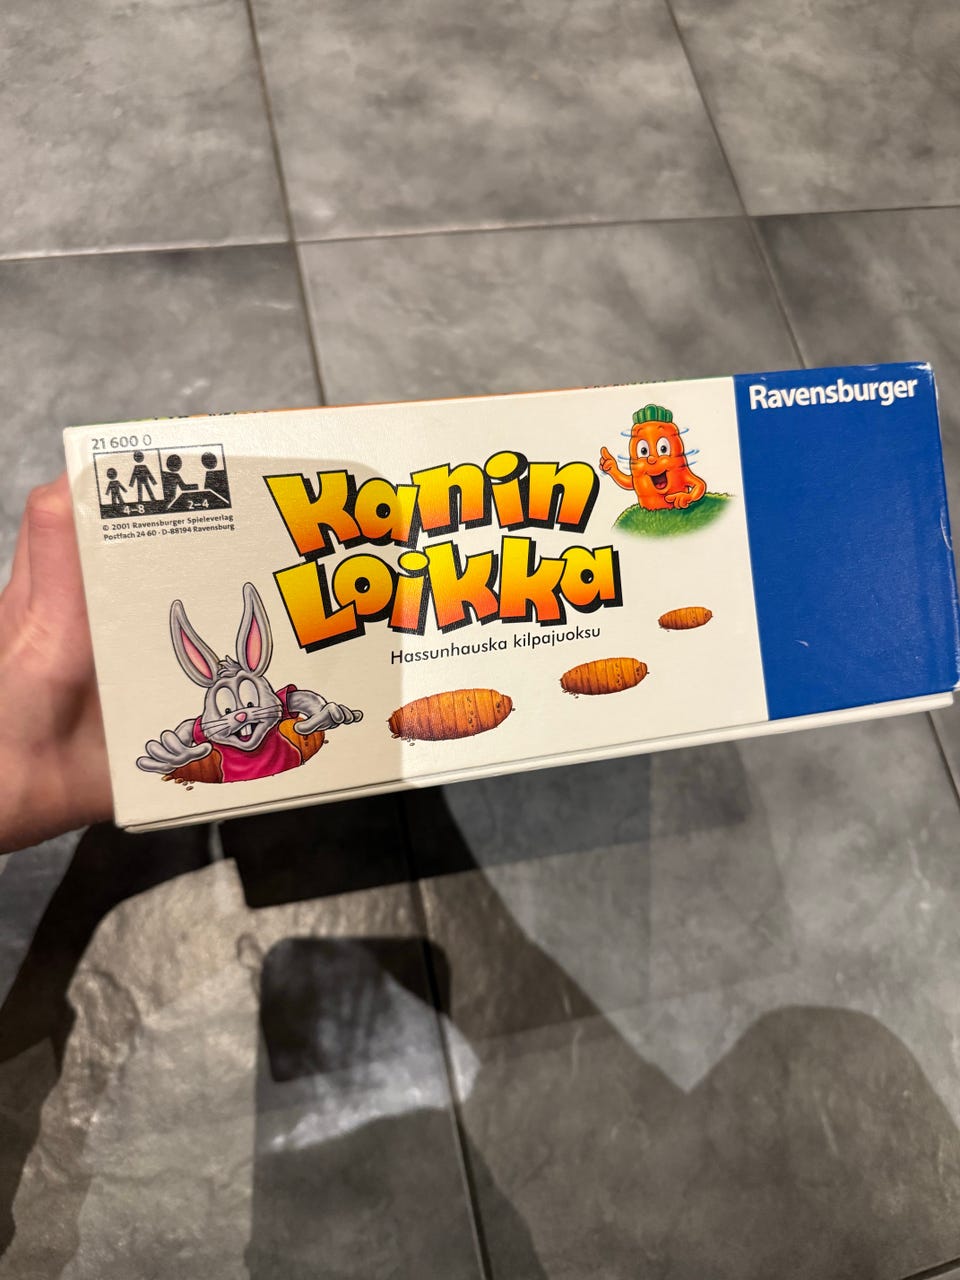 Ravensburger
21 600 0
4–8 2–4
© 2001 Ravensburger Spieleverlag
Postfach 24 60 · D-88194 Ravensburg
Kanin
Loikka
Hassunhauska kilpajuoksu